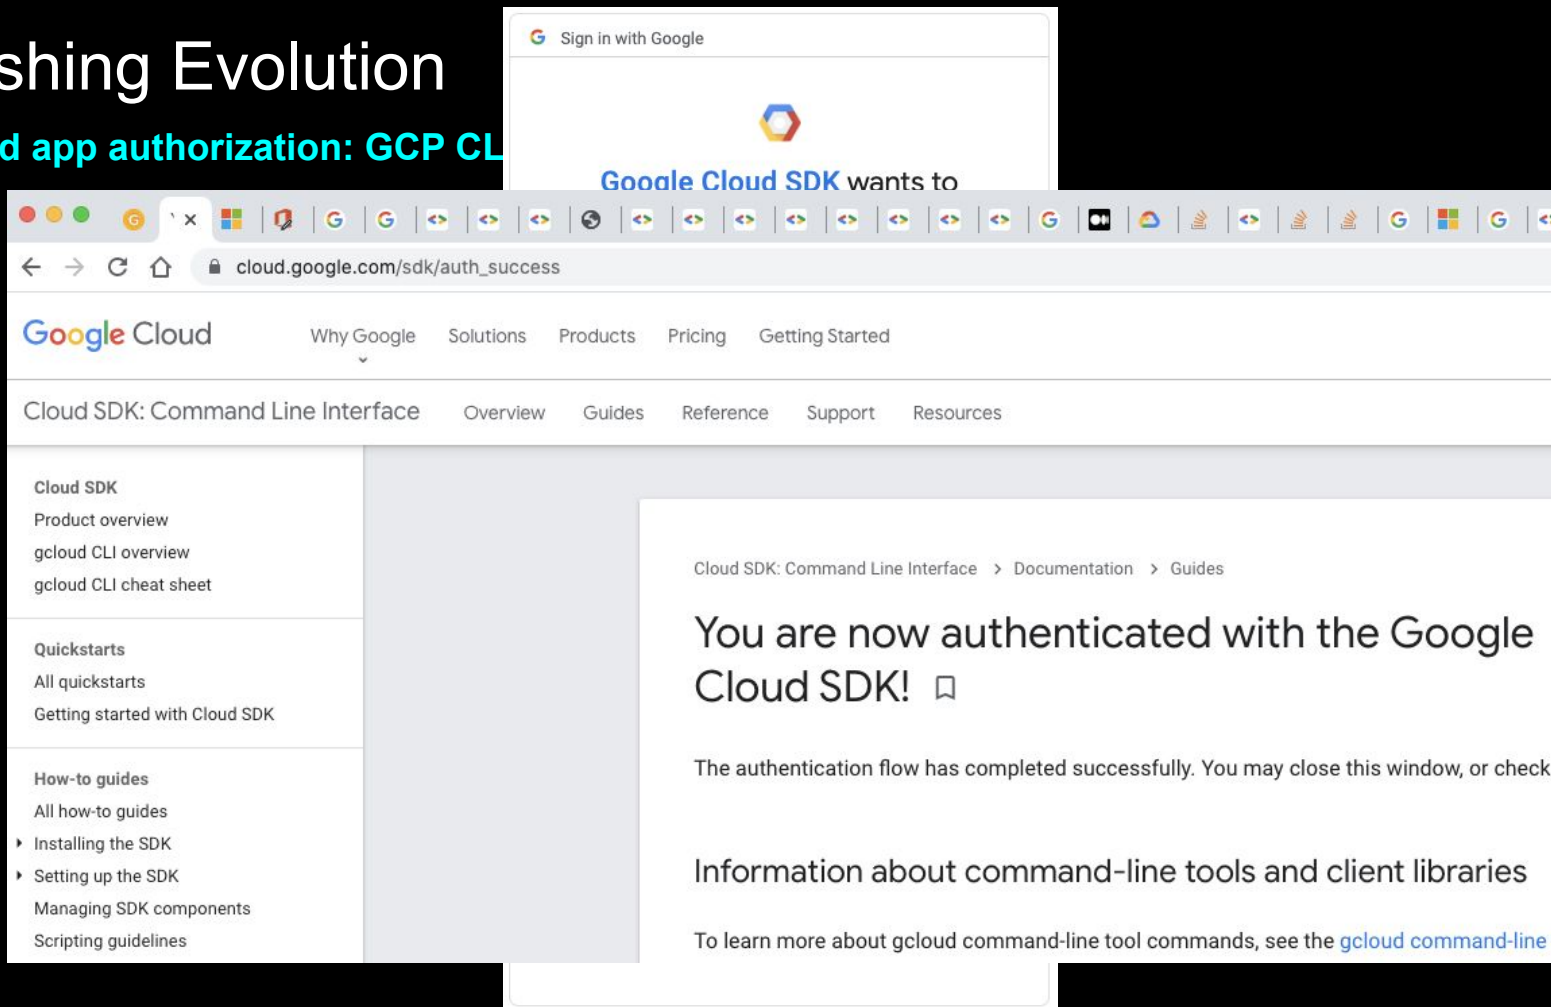 shing Evolution
d app authorization: GCP CL
Sign in with Google
Google Cloud SDK wants to
cloud.google.com/sdk/auth_success
Google Cloud Why Google Solutions Products Pricing Getting Started
Cloud SDK: Command Line Interface Overview Guides Reference Support Resources
Cloud SDK
Product overview
gcloud CLI overview
gcloud CLI cheat sheet
Quickstarts
All quickstarts
Getting started with Cloud SDK
How-to guides
All how-to guides
Installing the SDK
Setting up the SDK
Managing SDK components
Scripting guidelines
Cloud SDK: Command Line Interface > Documentation > Guides
You are now authenticated with the Google
Cloud SDK!
The authentication flow has completed successfully. You may close this window, or check
Information about command-line tools and client libraries
To learn more about gcloud command-line tool commands, see the gcloud command-line